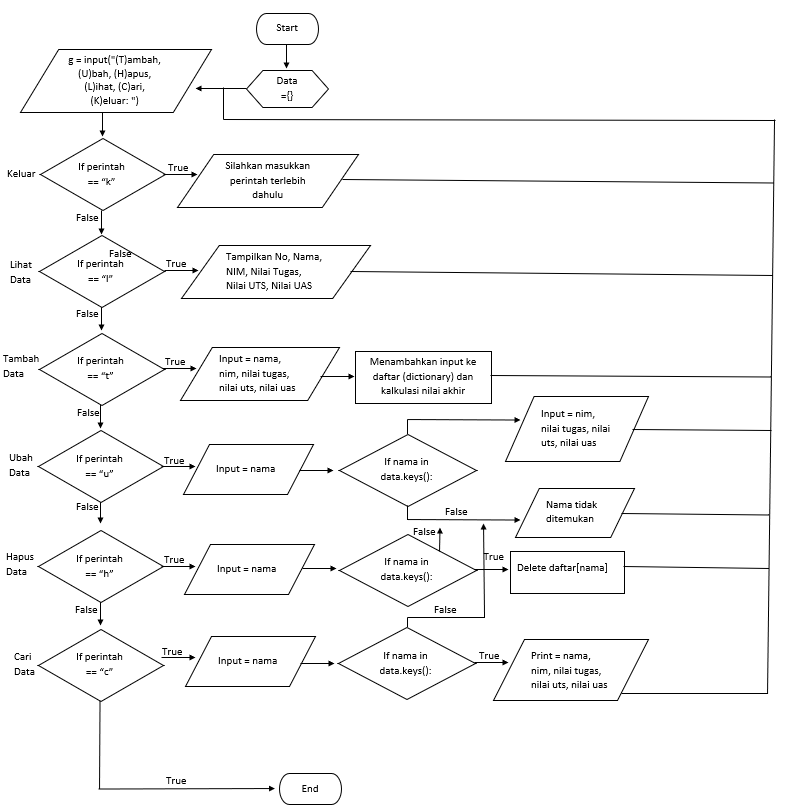 Start
Data
={}
g = input("(T)ambah,
(U)bah, (H)apus,
(L)ihat, (C)ari,
(K)eluar: ")
Keluar
If perintah
== “k”
True
Silahkan masukkan
perintah terlebih
dahulu
False
Lihat
Data
False
If perintah
== “l”
True
Tampilkan No, Nama,
NIM, Nilai Tugas,
Nilai UTS, Nilai UAS
False
Tambah
Data
If perintah
== “t”
True
Input = nama,
nim, nilai tugas,
nilai uts, nilai uas
Menambahkan input ke
daftar (dictionary) dan
kalkulasi nilai akhir
False
Ubah
Data
If perintah
== “u”
True
Input = nama
If nama in
data.keys():
Input = nim,
nilai tugas, nilai
uts, nilai uas
False
False
Nama tidak
ditemukan
Hapus
Data
If perintah
== “h”
True
Input = nama
If nama in
data.keys():
False
True
Delete daftar[nama]
False
Cari
Data
If perintah
== “c”
True
Input = nama
If nama in
data.keys():
False
True
Print = nama,
nim, nilai tugas,
nilai uts, nilai uas
True
End